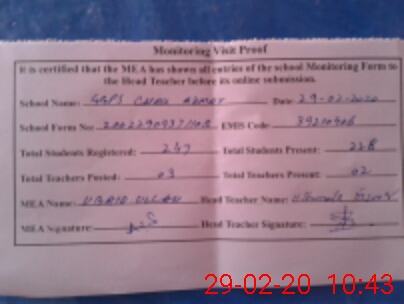 Monitoring Visit Proof
It is certified that the MEA has shown all entries of the school Monitoring Form to
the Head Teacher before its online submission.
School Name: GGPS Date: 29-02-2020
School Form No: EMIS Code:
Total Students Registered: 247 Total Students Present: 228
Total Teachers Posted: 03 Total Teachers Present: 02
MEA Name: UBAID ULLAH Head Teacher Name:
MEA Signature: Head Teacher Signature:
29-02-20 10:43